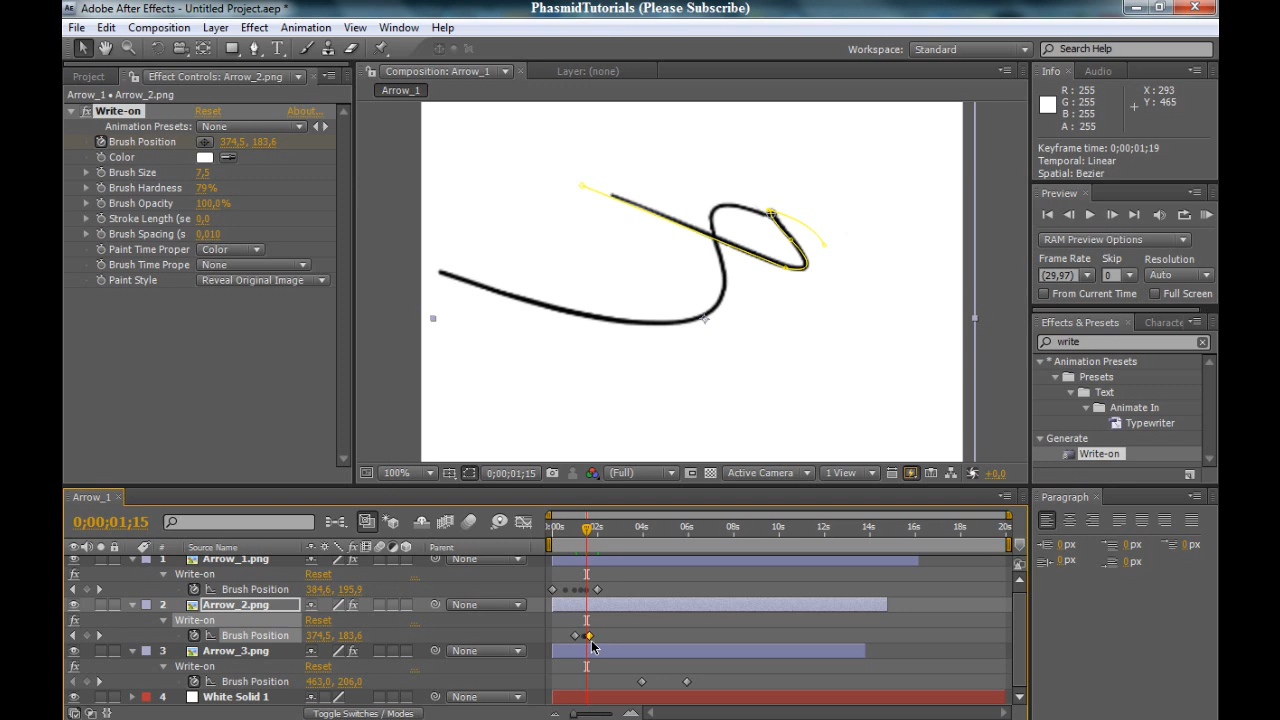 Adobe After Effects - Untitled Project.aep *
PhasmidTutorials (Please Subscribe)
File Edit Composition Layer Effect Animation View Window Help
Workspace: Standard
Search Help
Project
Effect Controls: Arrow_2.png
Arrow_1 • Arrow_2.png
fx Write-on Reset About...
Animation Presets: None
Brush Position 374,5, 183,6
Color
Brush Size 7,5
Brush Hardness 79%
Brush Opacity 100,0%
Stroke Length (se 0,0
Brush Spacing (s 0,010
Paint Time Proper Color
Brush Time Prope None
Paint Style Reveal Original Image
Composition: Arrow_1
Layer: (none)
Arrow_1
100%
0;00;01;15
(Full)
Active Camera
1 View
+0,0
Info Audio
R : 255
G : 255
B : 255
A : 255
X : 293
Y : 465
Keyframe time: 0;00;01;19
Temporal: Linear
Spatial: Bezier
Preview
RAM Preview Options
Frame Rate Skip Resolution
(29,97) 0 Auto
From Current Time Full Screen
Effects & Presets Characte
write
* Animation Presets
Presets
Text
Animate In
Typewriter
Generate
Write-on
Paragraph
0 px 0 px 0 px
0 px 0 px
Arrow_1
0;00;01;15
:00s 02s 04s 06s 08s 10s 12s 14s 16s 18s 20s
# Source Name Parent
1 Arrow_1.png None
fx Write-on Reset ...
Brush Position 384,6, 195,9
2 Arrow_2.png None
fx Write-on Reset ...
Brush Position 374,5, 183,6
3 Arrow_3.png None
fx Write-on Reset ...
Brush Position 463,0, 206,0
4 White Solid 1 None
Toggle Switches / Modes